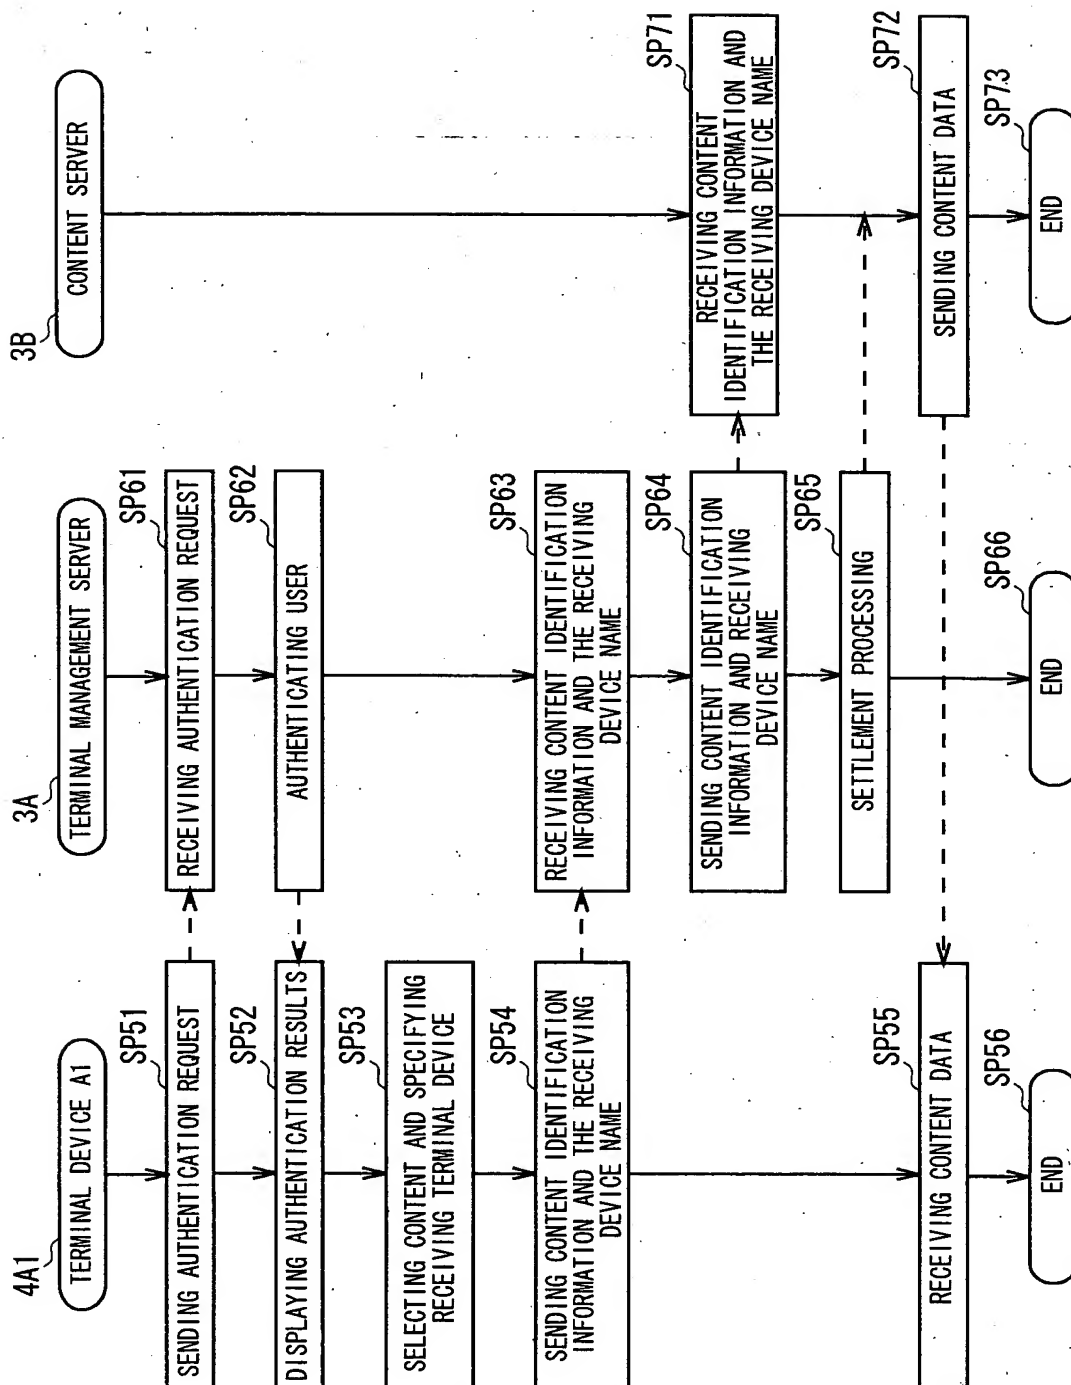 4A1
TERMINAL DEVICE A1
SP51
SENDING AUTHENTICATION REQUEST
SP52
DISPLAYING AUTHENTICATION RESULTS
SP53
SELECTING CONTENT AND SPECIFYING
RECEIVING TERMINAL DEVICE
SP54
SENDING CONTENT IDENTIFICATION
INFORMATION AND THE RECEIVING
DEVICE NAME
SP55
RECEIVING CONTENT DATA
SP56
END
3A
TERMINAL MANAGEMENT SERVER
SP61
RECEIVING AUTHENTICATION REQUEST
SP62
AUTHENTICATING USER
SP63
RECEIVING CONTENT IDENTIFICATION
INFORMATION AND THE RECEIVING
DEVICE NAME
SP64
SENDING CONTENT IDENTIFICATION
INFORMATION AND RECEIVING
DEVICE NAME
SP65
SETTLEMENT PROCESSING
SP66
END
3B
CONTENT SERVER
SP71
RECEIVING CONTENT
IDENTIFICATION INFORMATION AND
THE RECEIVING DEVICE NAME
SP72
SENDING CONTENT DATA
SP73
END